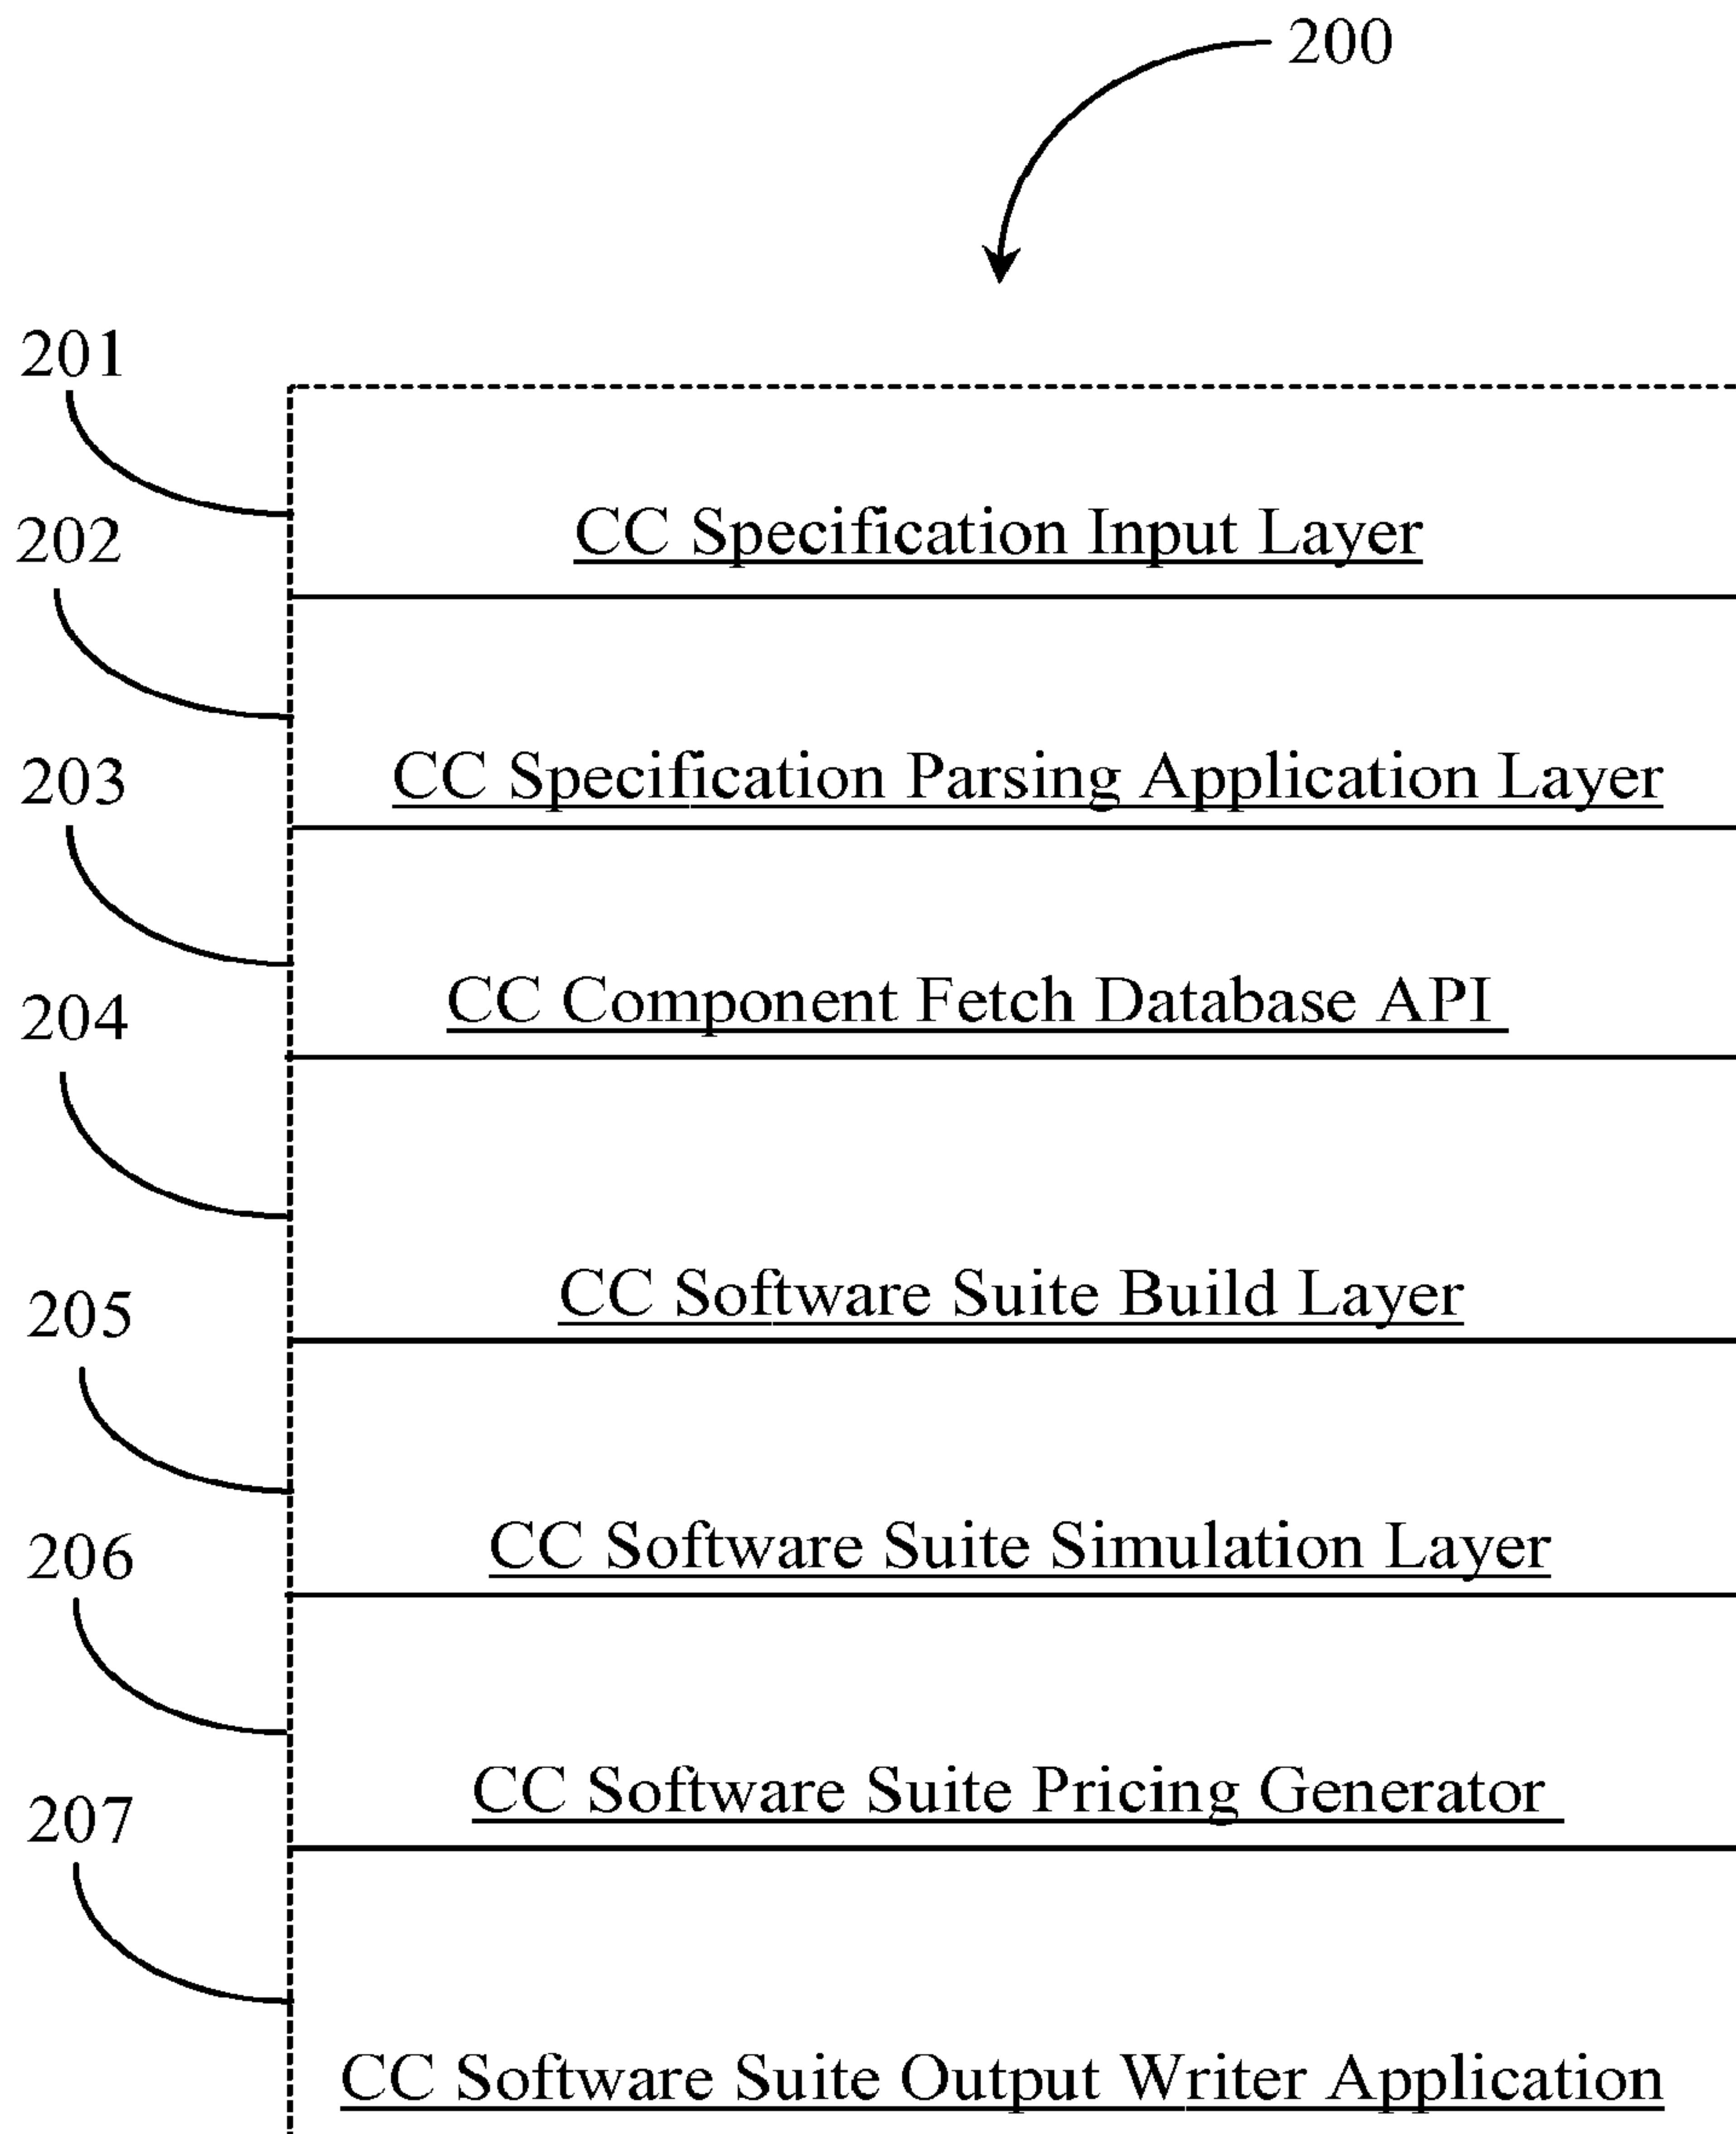 200
201
CC Specification Input Layer
202
CC Specification Parsing Application Layer
203
CC Component Fetch Database API
204
CC Software Suite Build Layer
205
CC Software Suite Simulation Layer
206
CC Software Suite Pricing Generator
207
CC Software Suite Output Writer Application